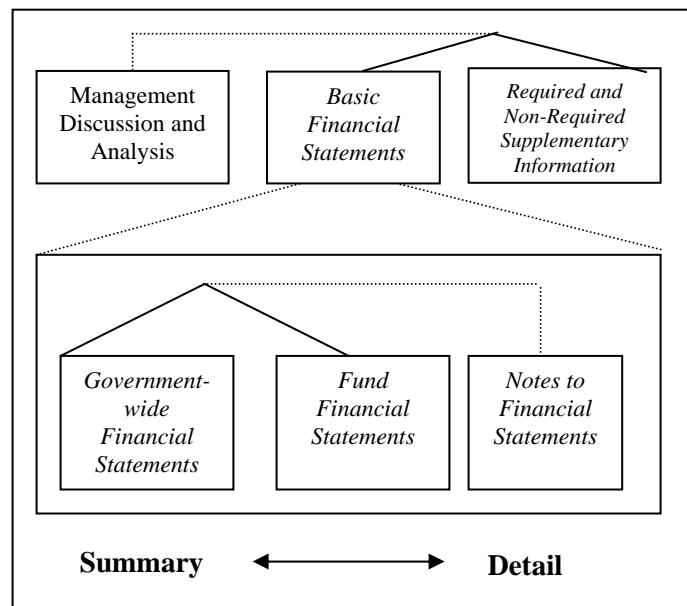 Management
Discussion and
Analysis
Basic
Financial
Statements
Required and
Non-Required
Supplementary
Information
Government-
wide
Financial
Statements
Fund
Financial
Statements
Notes to
Financial
Statements
Summary
Detail